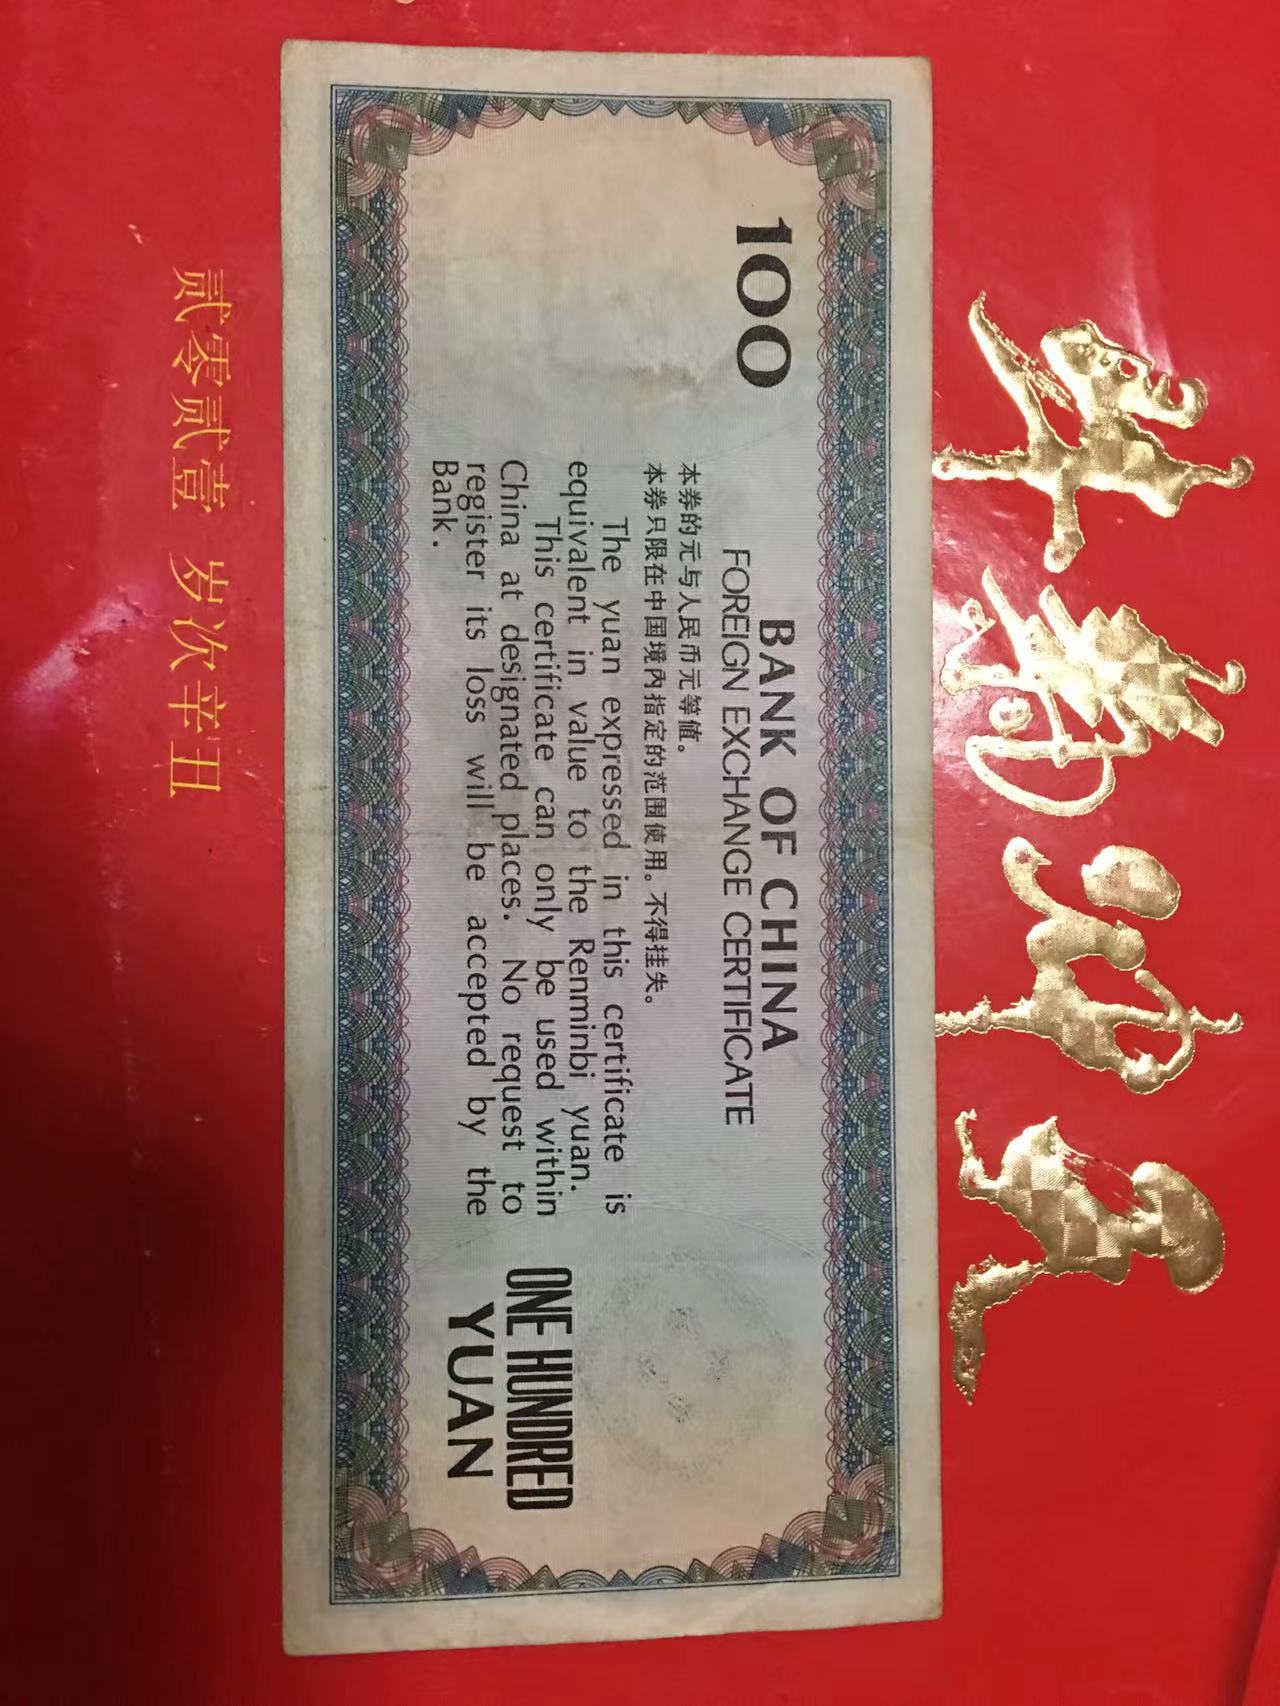 牛氣冲天
BANK OF CHINA
FOREIGN EXCHANGE CERTIFICATE
100
本券的元与人民币元等值。
本券只限在中国境内指定的范围使用。不得挂失。
The yuan expressed in this certificate is
equivalent in value to the Renminbi yuan.
This certificate can only be used within
China at designated places. No request to
register its loss will be accepted by the
Bank.
ONE HUNDRED
YUAN
贰零贰壹 岁次辛丑